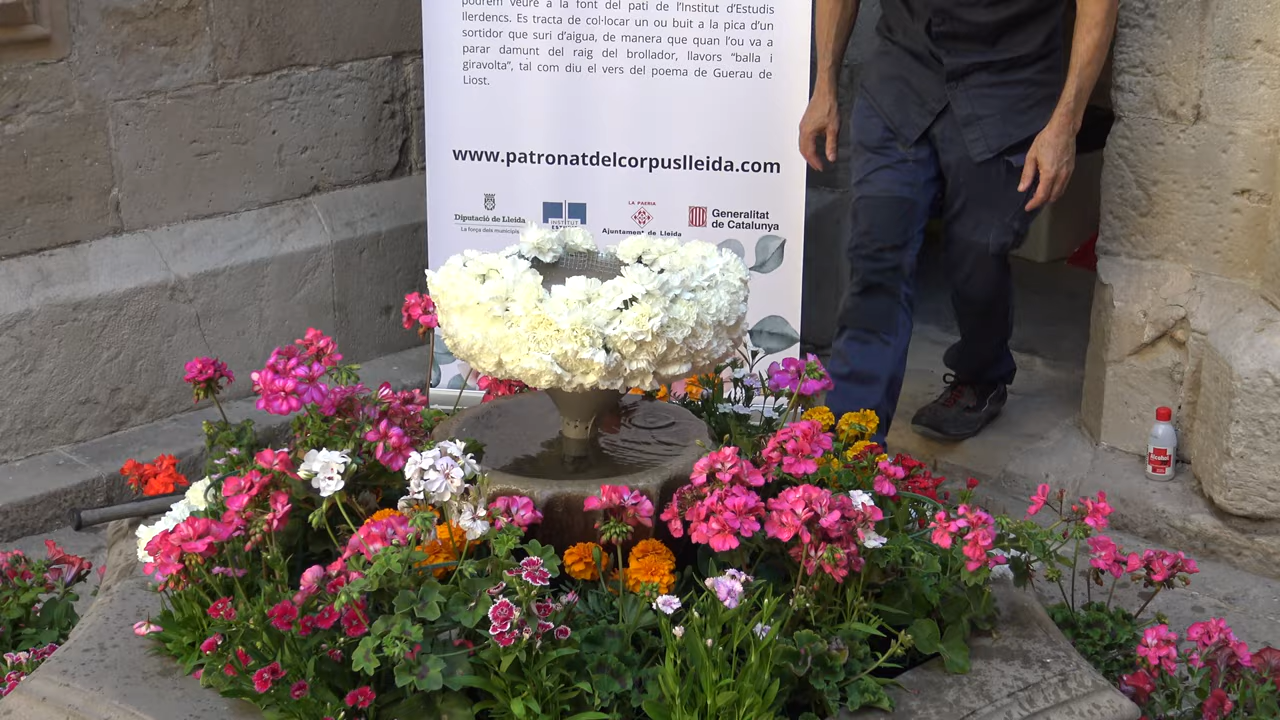 podrem veure a la font del pati de l'Institut d'Estudis
Ilerdencs. Es tracta de col·locar un ou buit a la pica d'un
sortidor que suri d'aigua, de manera que quan l'ou va a
parar damunt del raig del brollador, llavors “balla i
giravolta”, tal com diu el vers del poema de Guerau de
Liost.
www.patronatdelcorpuslleida.com
Diputació de Lleida
La força dels municipis
INSTITUT
LA PAERIA
Ajuntament de Lleida
Generalitat
de Catalunya
Alcohol